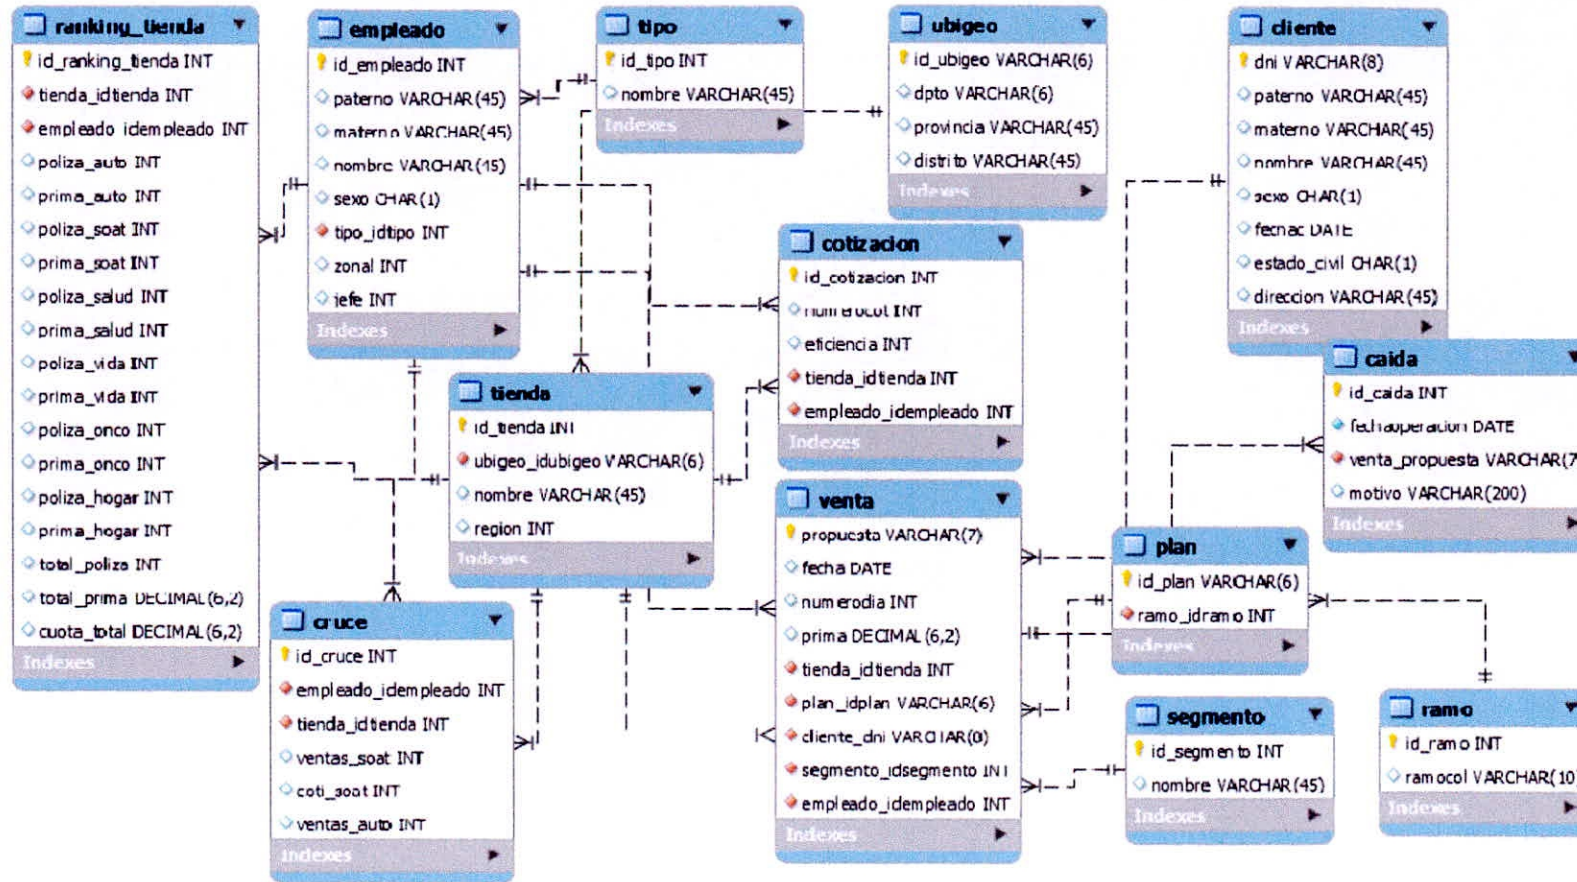 ranking_tienda
id_ranking_tienda INT
tienda_idtienda INT
empleado_idempleado INT
poliza_auto INT
prima_auto INT
poliza_soat INT
prima_soat INT
poliza_salud INT
prima_salud INT
poliza_vida INT
prima_vida INT
poliza_onco INT
prima_onco INT
poliza_hogar INT
prima_hogar INT
total_poliza INT
total_prima DECIMAL(6,2)
cuota_total DECIMAL(6,2)
Indexes
empleado
id_empleado INT
paterno VARCHAR(45)
materno VARCHAR(45)
nombre VARCHAR(45)
sexo CHAR(1)
tipo_idtipo INT
zonal INT
jefe INT
Indexes
tipo
id_tipo INT
nombre VARCHAR(45)
Indexes
ubigeo
id_ubigeo VARCHAR(6)
dpto VARCHAR(6)
provincia VARCHAR(45)
distrito VARCHAR(45)
Indexes
cliente
dni VARCHAR(8)
paterno VARCHAR(45)
materno VARCHAR(45)
nombre VARCHAR(45)
sexo CHAR(1)
fecnac DATE
estado_civil CHAR(1)
direccion VARCHAR(45)
Indexes
cotizacion
id_cotizacion INT
numerocot INT
eficiencia INT
tienda_idtienda INT
empleado_idempleado INT
Indexes
caida
id_caida INT
fechaoperacion DATE
venta_propuesta VARCHAR(7
motivo VARCHAR(200)
Indexes
tienda
id_tienda INT
ubigeo_idubigeo VARCHAR(6)
nombre VARCHAR(45)
region INT
Indexes
venta
propuesta VARCHAR(7)
fecha DATE
numerodia INT
prima DECIMAL(6,2)
tienda_idtienda INT
plan_idplan VARCHAR(6)
cliente_dni VARCHAR(8)
segmento_idsegmento INT
empleado_idempleado INT
Indexes
plan
id_plan VARCHAR(6)
ramo_idramo INT
Indexes
cruce
id_cruce INT
empleado_idempleado INT
tienda_idtienda INT
ventas_soat INT
coti_soat INT
ventas_auto INT
Indexes
segmento
id_segmento INT
nombre VARCHAR(45)
Indexes
ramo
id_ramo INT
ramocol VARCHAR(10)
Indexes